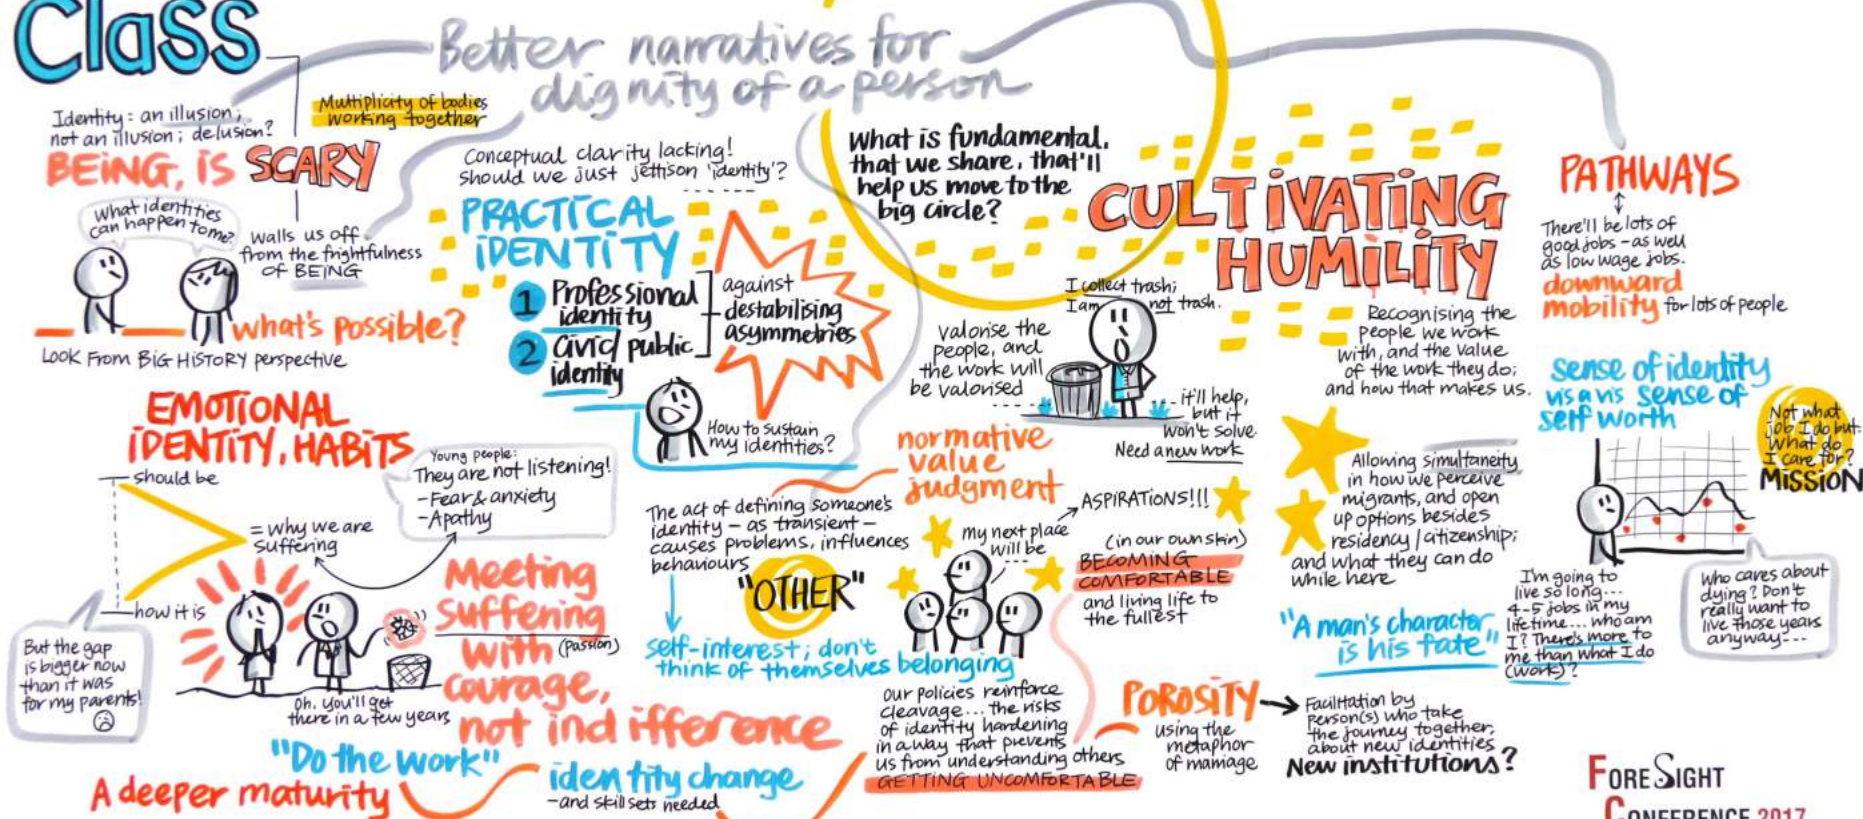 Class
Better narratives for
dignity of a person
Identity: an illusion;
not an illusion; delusion?
Multiplicity of bodies
working together
BEING, IS SCARY
What identities
can happen to me?
Walls us off
from the frightfulness
of BEING
what's possible?
Look From BIG HISTORY perspective
Conceptual clarity lacking!
should we just jettison 'identity'?
PRACTICAL
IDENTITY
1 Professional
identity
2 Civic/public
identity
against
destabilising
asymmetries
How to sustain
my identities?
What is fundamental,
that we share, that'll
help us move to the
big circle?
CULTIVATING
HUMILITY
I collect trash;
I am not trash.
valorise the
people, and
the work will
be valorised
it'll help,
but it
won't solve.
Need a new work
Recognising the
people we work
with, and the value
of the work they do;
and how that makes us.
PATHWAYS
There'll be lots of
good jobs - as well
as low wage jobs.
downward
mobility for lots of people
sense of identity
vis a vis sense of
self worth
Not what
job I do but
what do
I care for?
MISSION
EMOTIONAL
IDENTITY, HABITS
should be
= why we are
suffering
how it is
But the gap
is bigger now
than it was
for my parents!
Young people:
They are not listening!
- Fear & anxiety
- Apathy
Oh. you'll get
there in a few years
Meeting
suffering
with (passion)
courage,
not indifference
"Do the work"
A deeper maturity
identity change
- and skill sets needed
normative
value
judgment
The act of defining someone's
identity - as transient -
causes problems, influences
behaviours
"OTHER"
self-interest; don't
think of themselves belonging
my next place
will be
---
ASPIRATIONS!!!
(in our own skin)
BECOMING
COMFORTABLE
and living life to
the fullest
our policies reinforce
cleavage... the risks
of identity hardening
in a way that prevents
us from understanding others
GETTING UNCOMFORTABLE
POROSITY
using the
metaphor
of marriage
Facilitation by
person(s) who take
the journey together,
about new identities
New institutions?
Allowing simultaneity
in how we perceive
migrants, and open
up options besides
residency/citizenship;
and what they can do
while here
"A man's character
is his fate"
I'm going to
live so long...
4-5 jobs in my
lifetime... who am
I? There's more to
me than what I do
(work)?
Who cares about
dying? Don't
really want to
live those years
anyway---
FORESIGHT
CONFERENCE 2017